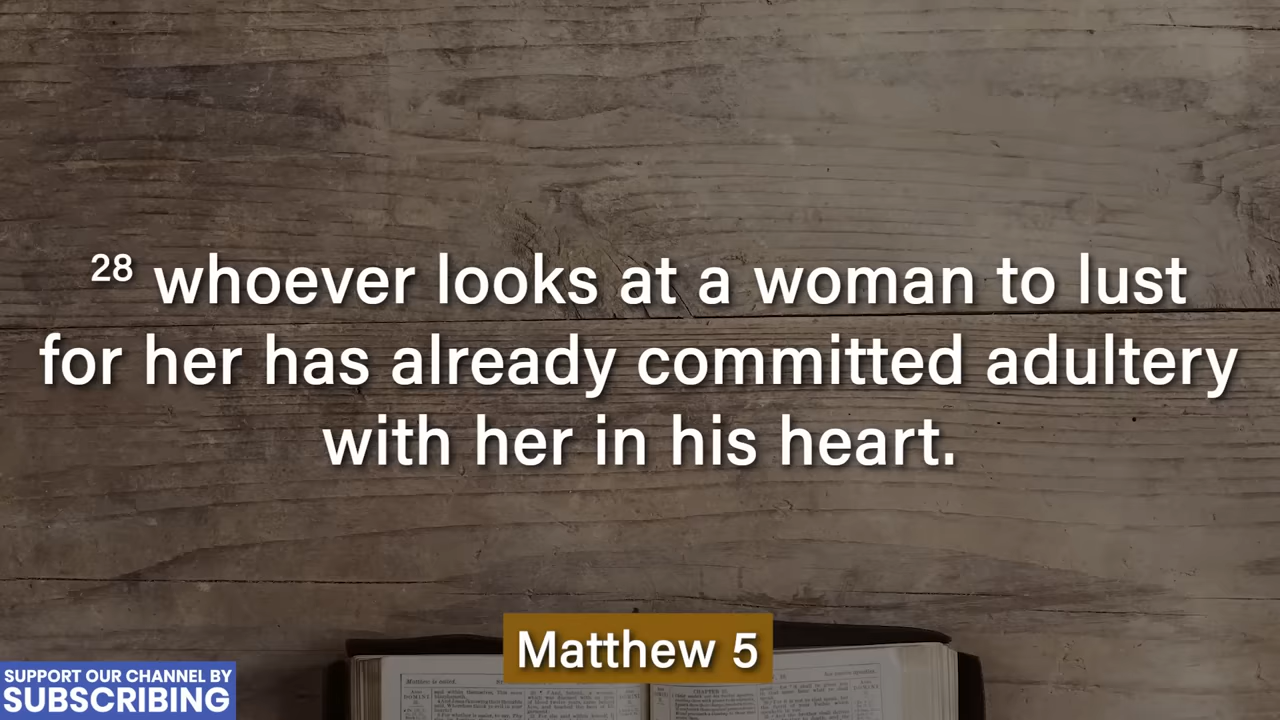 28 whoever looks at a woman to lust
for her has already committed adultery
with her in his heart.
Matthew 5
SUPPORT OUR CHANNEL BY
SUBSCRIBING